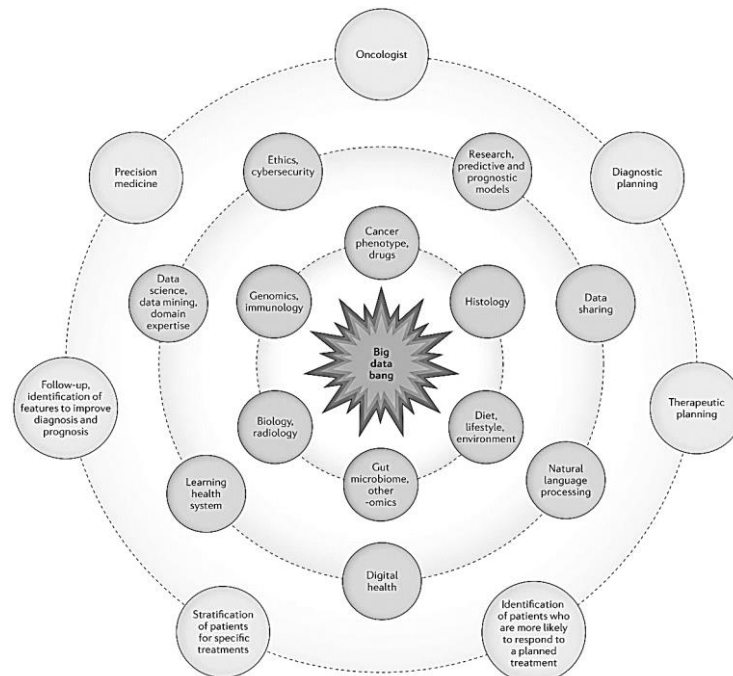 Oncologist
Precision
medicine
Ethics,
cybersecurity
Research,
predictive and
prognostic
models
Diagnostic
planning
Cancer
phenotype,
drugs
Data
science,
data mining,
domain
expertise
Genomics,
immunology
Histology
Data
sharing
Big
data
bang
Follow-up,
identification of
features to improve
diagnosis and
prognosis
Biology,
radiology
Diet,
lifestyle,
environment
Therapeutic
planning
Learning
health
system
Gut
microbiome,
other
-omics
Natural
language
processing
Digital
health
Stratification
of patients
for specific
treatments
Identification
of patients who
are more likely
to respond to
a planned
treatment